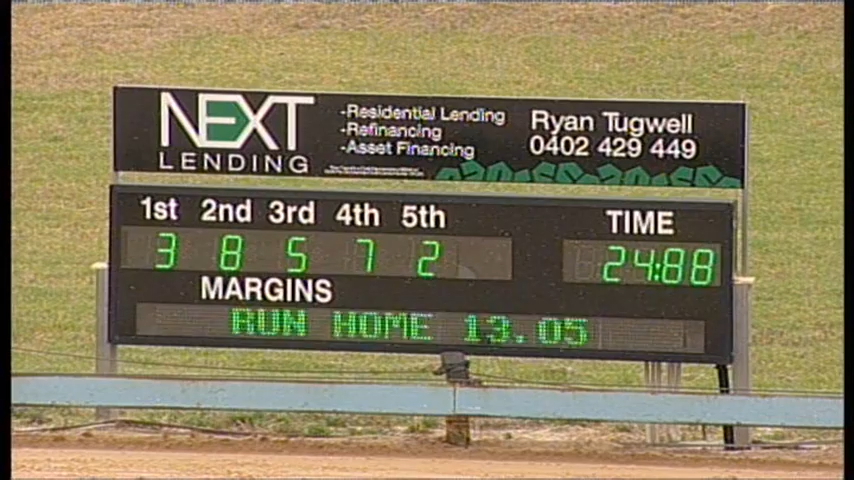 NEXT
LENDING
-Residential Lending
-Refinancing
-Asset Financing
Ryan Tugwell
0402 429 449
1st 2nd 3rd 4th 5th TIME
3 8 5 7 2 24:88
MARGINS
RUN HOME 13.05